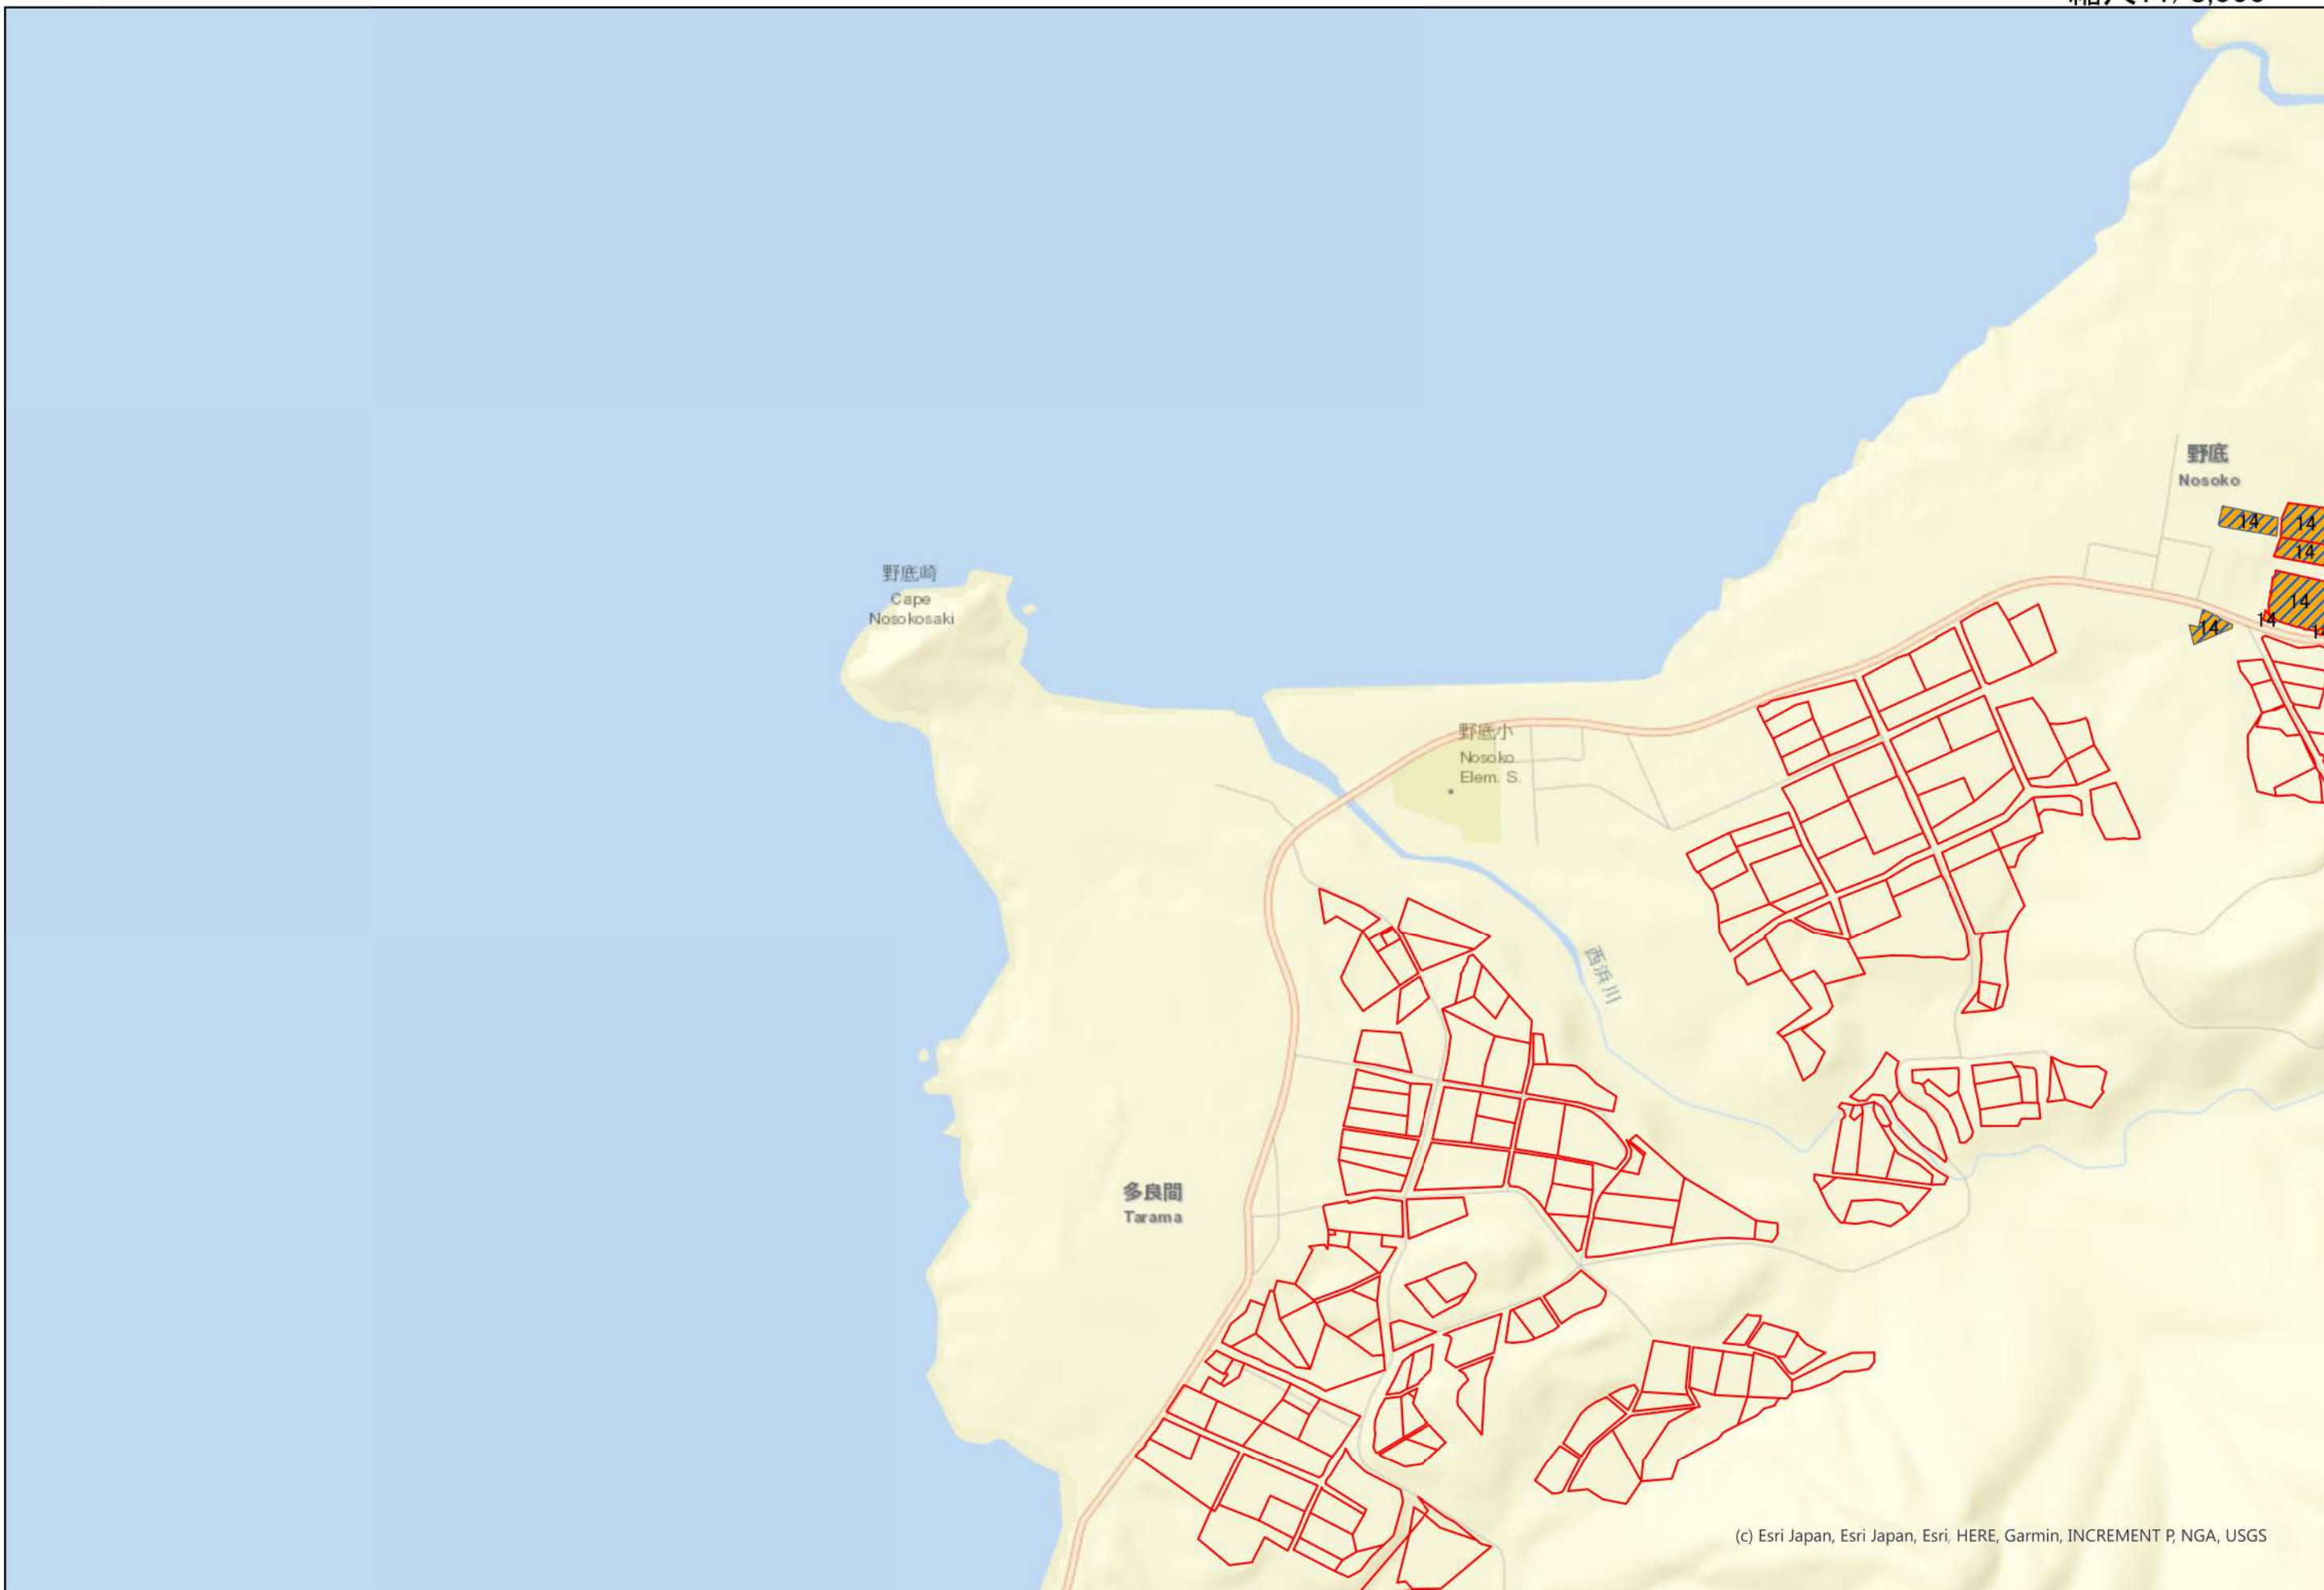 野底
Nosoko
14
14
14
14
14
14
野底崎
Cape
Nosokosaki
野底小
Nosoko
Elem. S.
西浜川
多良間
Tarama
(c) Esri Japan, Esri Japan, Esri, HERE, Garmin, INCREMENT P, NGA, USGS